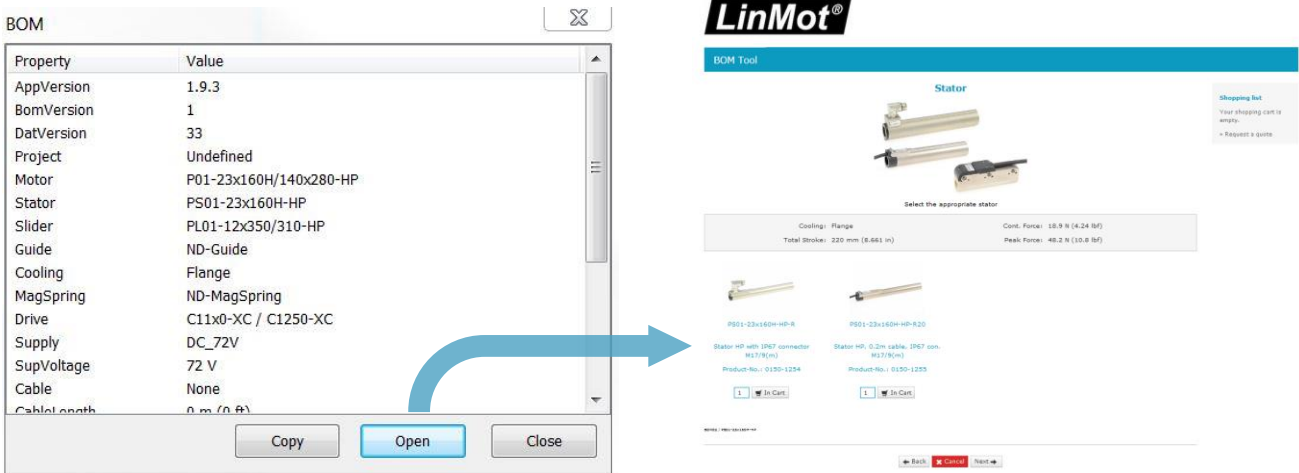 BOM
Property Value
AppVersion 1.9.3
BomVersion 1
DatVersion 33
Project Undefined
Motor P01-23x160H/140x280-HP
Stator PS01-23x160H-HP
Slider PL01-12x350/310-HP
Guide ND-Guide
Cooling Flange
MagSpring ND-MagSpring
Drive C11x0-XC / C1250-XC
Supply DC_72V
SupVoltage 72 V
Cable None
CableLength 0 m (0 ft)
Copy Open Close
LinMot®
BOM Tool
Stator
Select the appropriate stator
Cooling: Flange Cont. Force: 18.9 N (4.24 lbf)
Total Stroke: 220 mm (8.661 in) Peak Force: 48.2 N (10.8 lbf)
PS01-23x160H-HP-R PS01-23x160H-HP-R20
Stator HP with IP67 connector Stator HP, 0.2m cable, IP67 con.
M17/9(m) M17/9(m)
Product-No.: 0150-1254 Product-No.: 0150-1255
1 In Cart 1 In Cart
Back Cancel Next
Shopping list
Your shopping cart is
empty.
» Request a quote